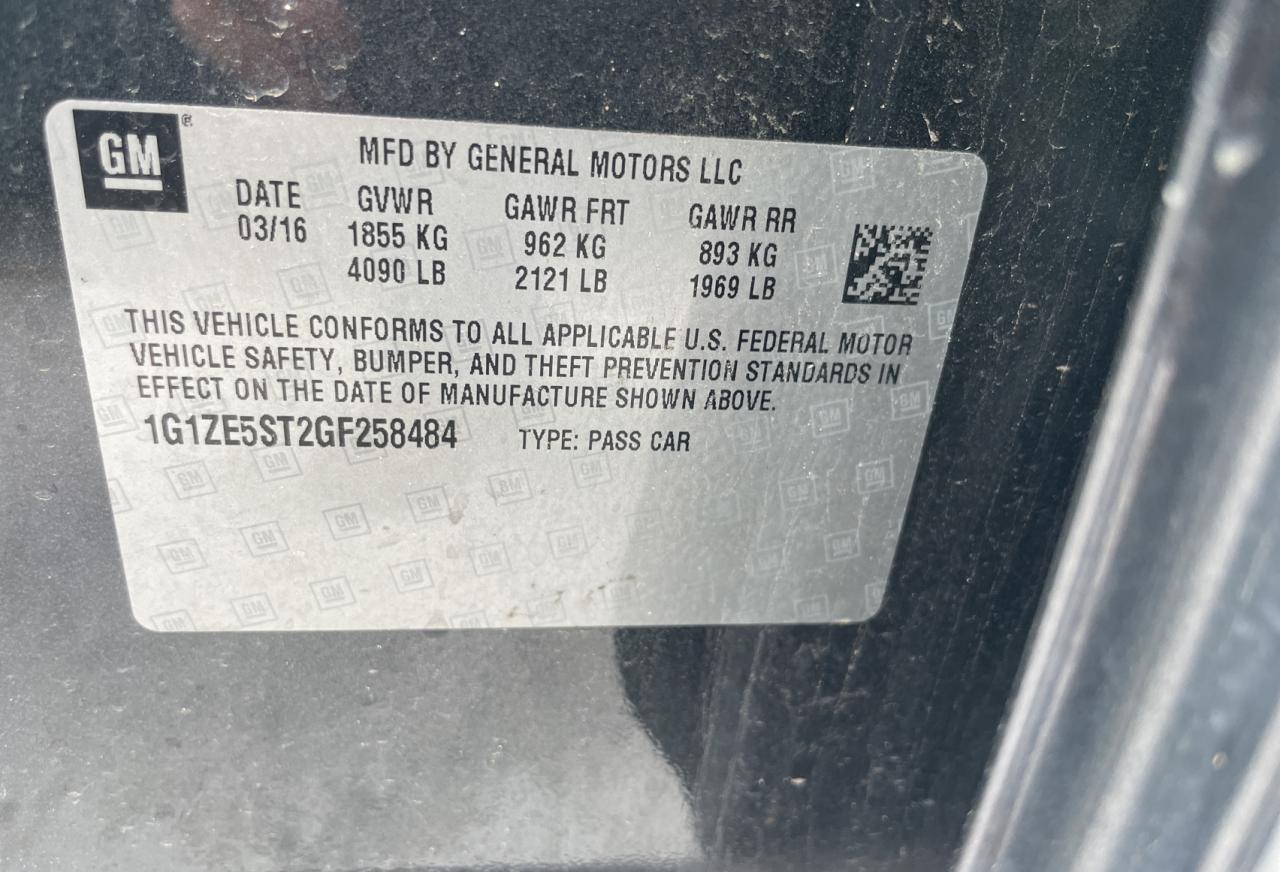 GM ®
MFD BY GENERAL MOTORS LLC
DATE GVWR GAWR FRT GAWR RR
03/16 1855 KG 962 KG 893 KG
4090 LB 2121 LB 1969 LB
THIS VEHICLE CONFORMS TO ALL APPLICABLE U.S. FEDERAL MOTOR
VEHICLE SAFETY, BUMPER, AND THEFT PREVENTION STANDARDS IN
EFFECT ON THE DATE OF MANUFACTURE SHOWN ABOVE.
1G1ZE5ST2GF258484 TYPE: PASS CAR